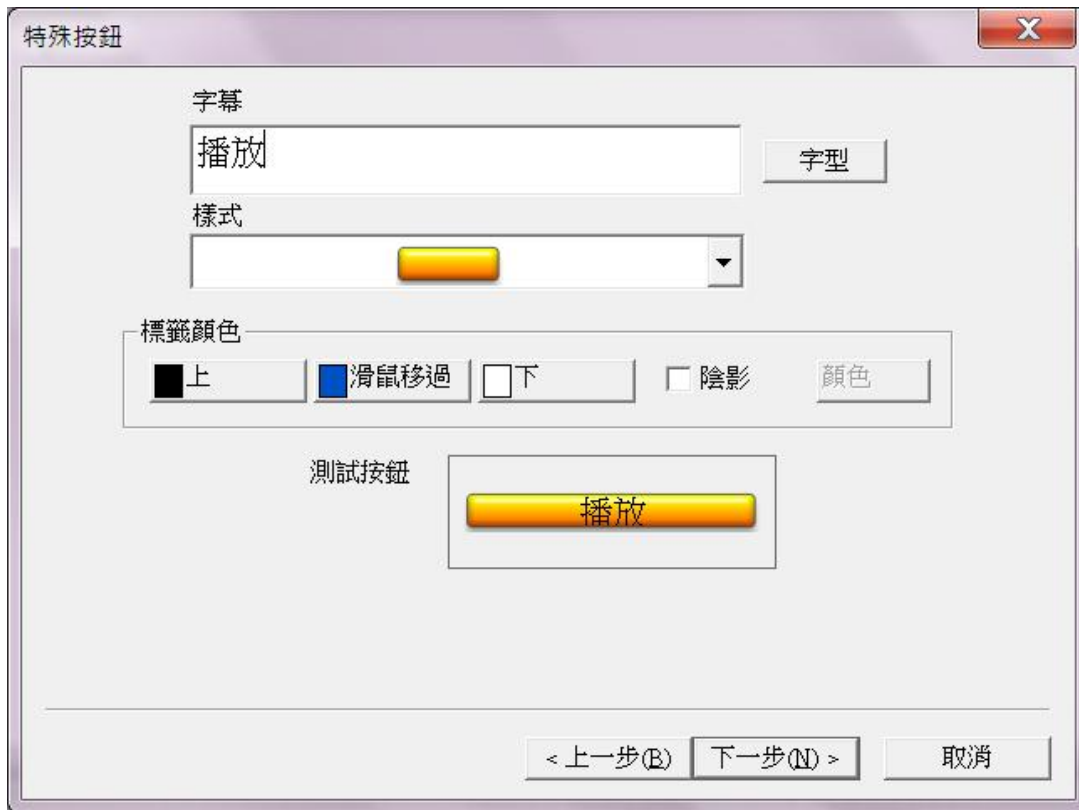 特殊按鈕
字幕
播放
字型
樣式
標籤顏色
上 滑鼠移過 下 陰影 顏色
測試按鈕 播放
< 上一步(B) 下一步(N) > 取消